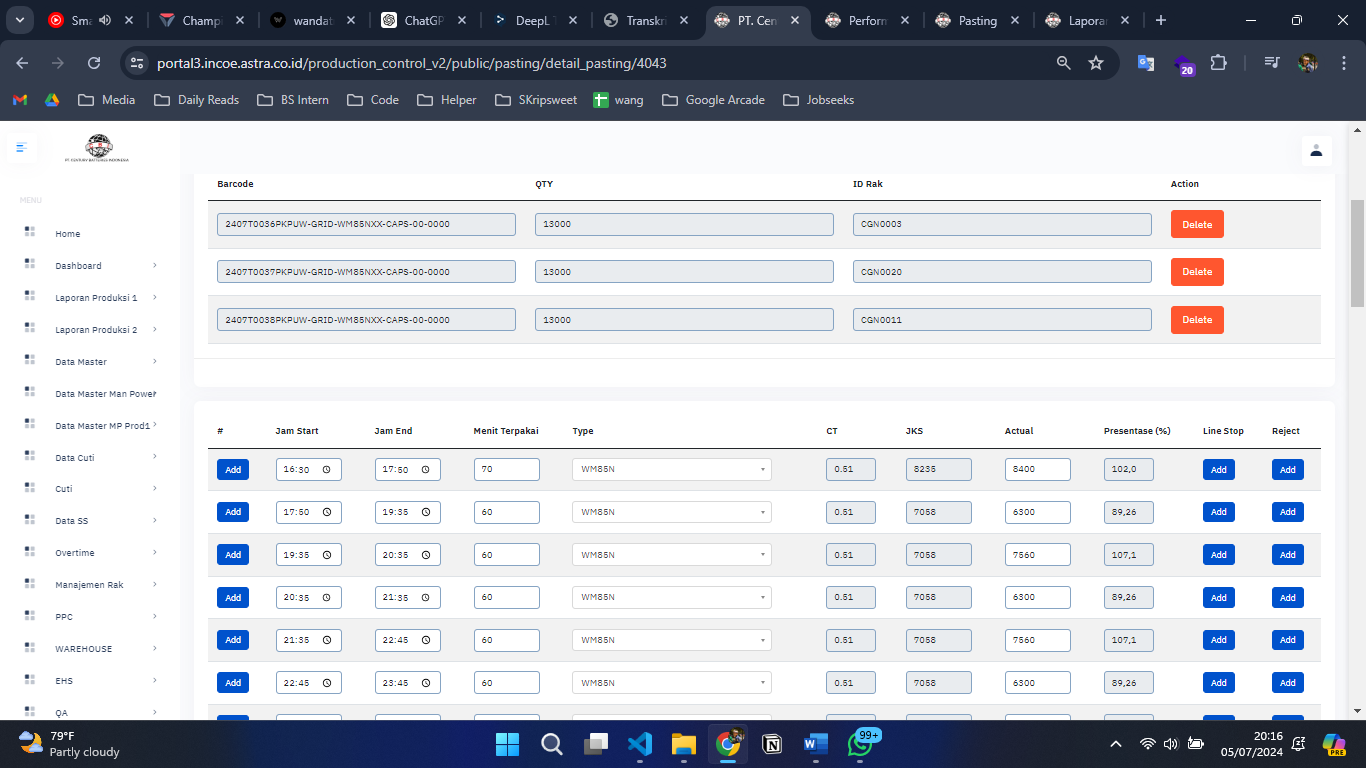 Sma
Champi
wandat
ChatGP
DeepL T
Transkri
PT. Cen
Perform
Pasting
Laporan
portal3.incoe.astra.co.id/production_control_v2/public/pasting/detail_pasting/4043
20
Media
Daily Reads
BS Intern
Code
Helper
SKripsweet
wang
Google Arcade
Jobseeks
PT. CENTURY BATTERIES INDONESIA
MENU
Home
Dashboard
Laporan Produksi 1
Laporan Produksi 2
Data Master
Data Master Man Power
Data Master MP Prod1
Data Cuti
Cuti
Data SS
Overtime
Manajemen Rak
PPC
WAREHOUSE
EHS
QA
Barcode QTY ID Rak Action
2407T0036PKPUW-GRID-WM85NXX-CAPS-00-0000 13000 CGN0003 Delete
2407T0037PKPUW-GRID-WM85NXX-CAPS-00-0000 13000 CGN0020 Delete
2407T0038PKPUW-GRID-WM85NXX-CAPS-00-0000 13000 CGN0011 Delete
# Jam Start Jam End Menit Terpakai Type CT JKS Actual Presentase (%) Line Stop Reject
Add 16:30 17:50 70 WM85N 0.51 8235 8400 102,0 Add Add
Add 17:50 19:35 60 WM85N 0.51 7058 6300 89,26 Add Add
Add 19:35 20:35 60 WM85N 0.51 7058 7560 107,1 Add Add
Add 20:35 21:35 60 WM85N 0.51 7058 6300 89,26 Add Add
Add 21:35 22:45 60 WM85N 0.51 7058 7560 107,1 Add Add
Add 22:45 23:45 60 WM85N 0.51 7058 6300 89,26 Add Add
79°F
Partly cloudy
99+
20:16
05/07/2024
PRE